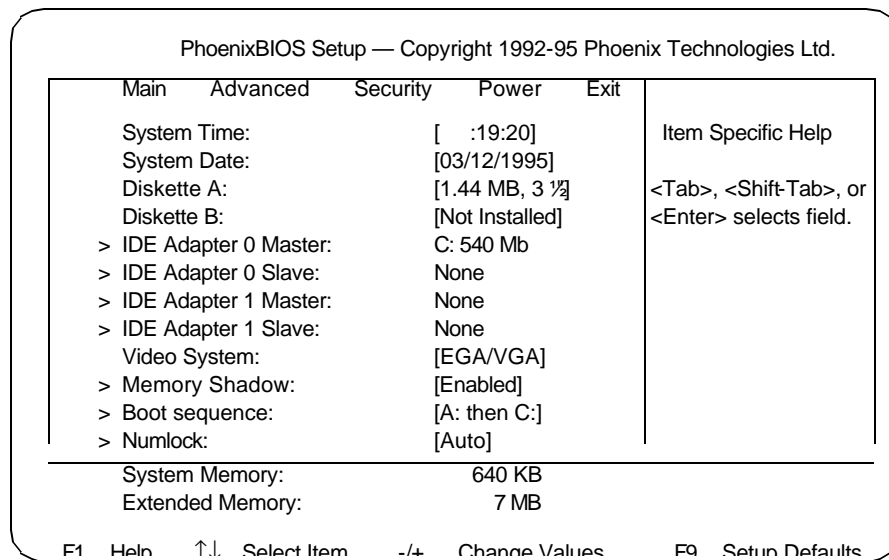 PhoenixBIOS Setup — Copyright 1992-95 Phoenix Technologies Ltd.
Main Advanced Security Power Exit
System Time: [ :19:20] Item Specific Help
System Date: [03/12/1995]
Diskette A: [1.44 MB, 3 ½] <Tab>, <Shift-Tab>, or
Diskette B: [Not Installed] <Enter> selects field.
> IDE Adapter 0 Master: C: 540 Mb
> IDE Adapter 0 Slave: None
> IDE Adapter 1 Master: None
> IDE Adapter 1 Slave: None
Video System: [EGA/VGA]
> Memory Shadow: [Enabled]
> Boot sequence: [A: then C:]
> Numlock: [Auto]
System Memory: 640 KB
Extended Memory: 7 MB
F1 Help ↑↓ Select Item -/+ Change Values F9 Setup Defaults